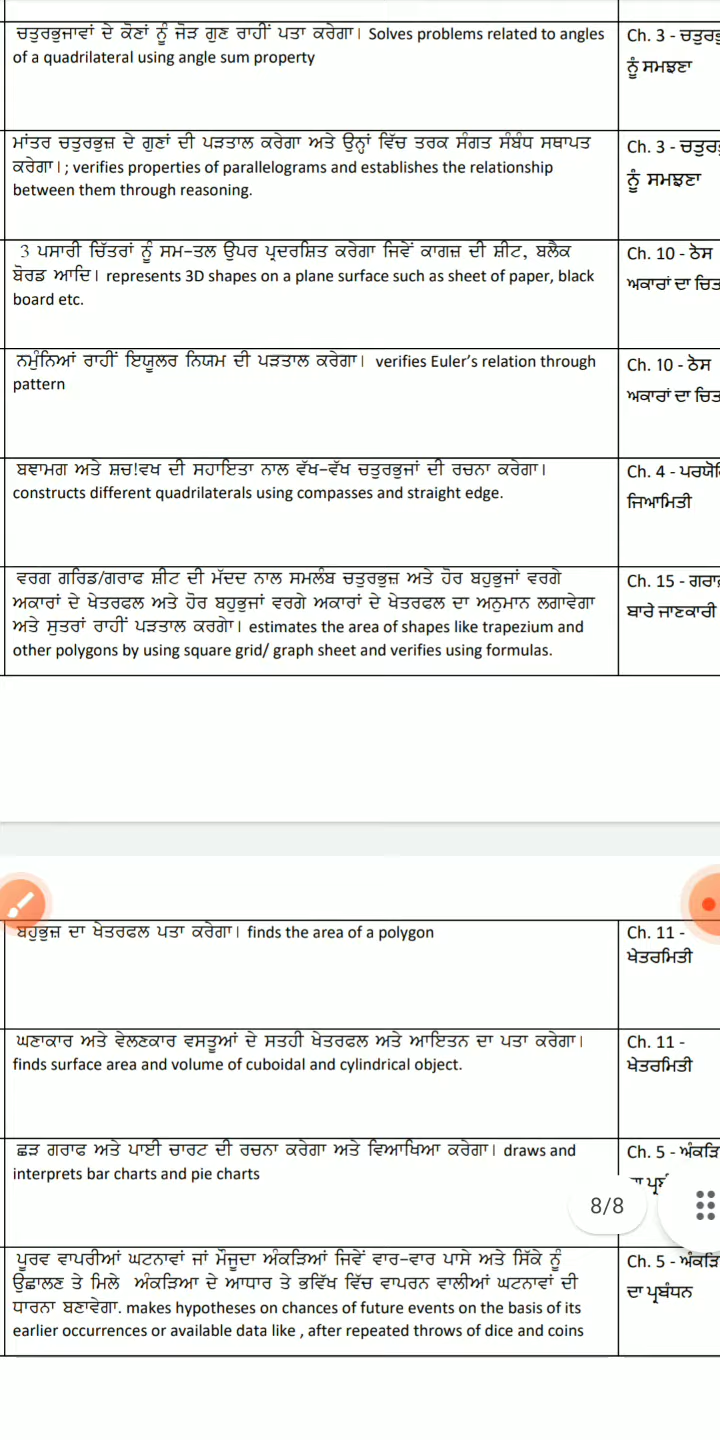 ਚਤੁਰਭੁਜਾਵਾਂ ਦੇ ਕੋਣਾਂ ਨੂੰ ਜੋੜ ਗੁਣ ਰਾਹੀਂ ਪਤਾ ਕਰੇਗਾ। Solves problems related to angles
of a quadrilateral using angle sum property
Ch. 3 - ਚਤੁਰਭੁ
ਨੂੰ ਸਮਝਣਾ
ਮਾਂਤਰ ਚਤੁਰਭੁਜ਼ ਦੇ ਗੁਣਾਂ ਦੀ ਪੜਤਾਲ ਕਰੇਗਾ ਅਤੇ ਉਨ੍ਹਾਂ ਵਿੱਚ ਤਰਕ ਸੰਗਤ ਸੰਬੰਧ ਸਥਾਪਤ
ਕਰੇਗਾ। ; verifies properties of parallelograms and establishes the relationship
between them through reasoning.
Ch. 3 - ਚਤੁਰਭੁ
ਨੂੰ ਸਮਝਣਾ
3 ਪਸਾਰੀ ਚਿੱਤਰਾਂ ਨੂੰ ਸਮ-ਤਲ ਉਪਰ ਪ੍ਰਦਰਸ਼ਿਤ ਕਰੇਗਾ ਜਿਵੇਂ ਕਾਗਜ਼ ਦੀ ਸ਼ੀਟ, ਬਲੈਕ
ਬੋਰਡ ਆਦਿ। represents 3D shapes on a plane surface such as sheet of paper, black
board etc.
Ch. 10 - ਠੋਸ
ਅਕਾਰਾਂ ਦਾ ਚਿਤ
ਨਮੂੰਨਿਆਂ ਰਾਹੀਂ ਇਯੂਲਰ ਨਿਯਮ ਦੀ ਪੜਤਾਲ ਕਰੇਗਾ। verifies Euler’s relation through
pattern
Ch. 10 - ਠੋਸ
ਅਕਾਰਾਂ ਦਾ ਚਿਤ
ਅਤੇ ਸ਼ਚ!ਵਖ ਦੀ ਸਹਾਇਤਾ ਨਾਲ ਵੱਖ-ਵੱਖ ਚਤੁਰਭੁਜਾਂ ਦੀ ਰਚਨਾ ਕਰੇਗਾ।
constructs different quadrilaterals using compasses and straight edge.
Ch. 4 - ਪਰਯੋ
ਜਿਆਮਿਤੀ
ਵਰਗ ਗਰਿਡ/ਗਰਾਫ ਸ਼ੀਟ ਦੀ ਮੱਦਦ ਨਾਲ ਸਮਲੰਬ ਚਤੁਰਭੁਜ਼ ਅਤੇ ਹੋਰ ਬਹੁਭੁਜਾਂ ਵਰਗੇ
ਅਕਾਰਾਂ ਦੇ ਖੇਤਰਫਲ ਅਤੇ ਹੋਰ ਬਹੁਭੁਜਾਂ ਵਰਗੇ ਅਕਾਰਾਂ ਦੇ ਖੇਤਰਫਲ ਦਾ ਅਨੁਮਾਨ ਲਗਾਵੇਗਾ
ਅਤੇ ਸੁਤਰਾਂ ਰਾਹੀਂ ਪੜਤਾਲ ਕਰਗੇਾ। estimates the area of shapes like trapezium and
other polygons by using square grid/ graph sheet and verifies using formulas.
Ch. 15 - ਗਰਾ
ਬਾਰੇ ਜਾਣਕਾਰੀ
ਬਹੁਭੁਜ਼ ਦਾ ਖੇਤਰਫਲ ਪਤਾ ਕਰੇਗਾ। finds the area of a polygon
Ch. 11 -
ਖੇਤਰਮਿਤੀ
ਘਣਾਕਾਰ ਅਤੇ ਵੇਲਣਕਾਰ ਵਸਤੂਆਂ ਦੇ ਸਤਹੀ ਖੇਤਰਫਲ ਅਤੇ ਆਇਤਨ ਦਾ ਪਤਾ ਕਰੇਗਾ।
finds surface area and volume of cuboidal and cylindrical object.
Ch. 11 -
ਖੇਤਰਮਿਤੀ
ਛੜ ਗਰਾਫ ਅਤੇ ਪਾਈ ਚਾਰਟ ਦੀ ਰਚਨਾ ਕਰੇਗਾ ਅਤੇ ਵਿਆਖਿਆ ਕਰੇਗਾ। draws and
interprets bar charts and pie charts
Ch. 5 - ਅੰਕੜਿ
8/8
ਪੂਰਵ ਵਾਪਰੀਆਂ ਘਟਨਾਵਾਂ ਜਾਂ ਮੌਜੂਦਾ ਅੰਕੜਿਆਂ ਜਿਵੇਂ ਵਾਰ-ਵਾਰ ਪਾਸੇ ਅਤੇ ਸਿੱਕੇ ਨੂੰ
ਉਛਾਲਣ ਤੇ ਮਿਲੇ ਅੰਕੜਿਆ ਦੇ ਆਧਾਰ ਤੇ ਭਵਿੱਖ ਵਿੱਚ ਵਾਪਰਨ ਵਾਲੀਆਂ ਘਟਨਾਵਾਂ ਦੀ
ਧਾਰਨਾ ਬਣਾਵੇਗਾ. makes hypotheses on chances of future events on the basis of its
earlier occurrences or available data like , after repeated throws of dice and coins
Ch. 5 - ਅੰਕੜਿ
ਦਾ ਪ੍ਰਬੰਧਨ